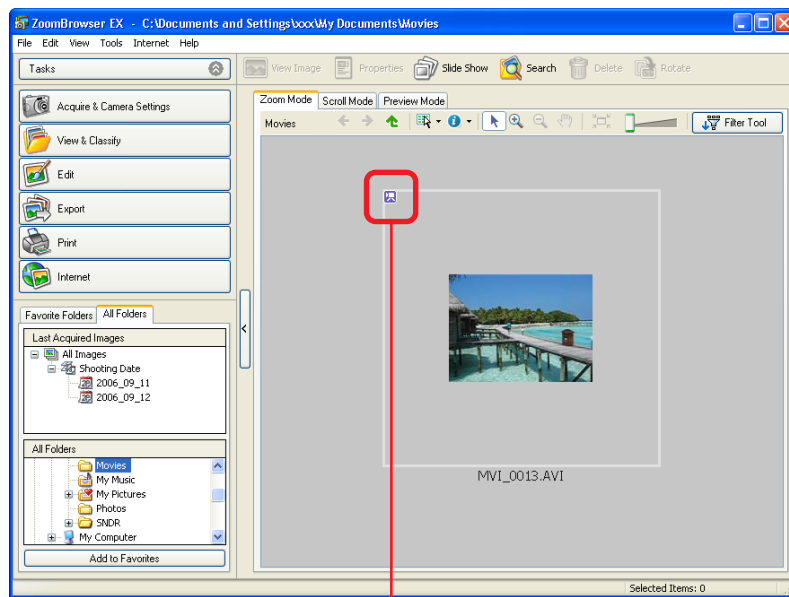 ZoomBrowser EX - C:\Documents and Settings\xxx\My Documents\Movies
File Edit View Tools Internet Help
Tasks
View Image Properties Slide Show Search Delete Rotate
Acquire & Camera Settings
View & Classify
Edit
Export
Print
Internet
Zoom Mode Scroll Mode Preview Mode
Movies
Filter Tool
MVI_0013.AVI
Favorite Folders All Folders
Last Acquired Images
All Images
Shooting Date
2006_09_11
2006_09_12
All Folders
Movies
My Music
My Pictures
Photos
SNDR
My Computer
Add to Favorites
Selected Items: 0